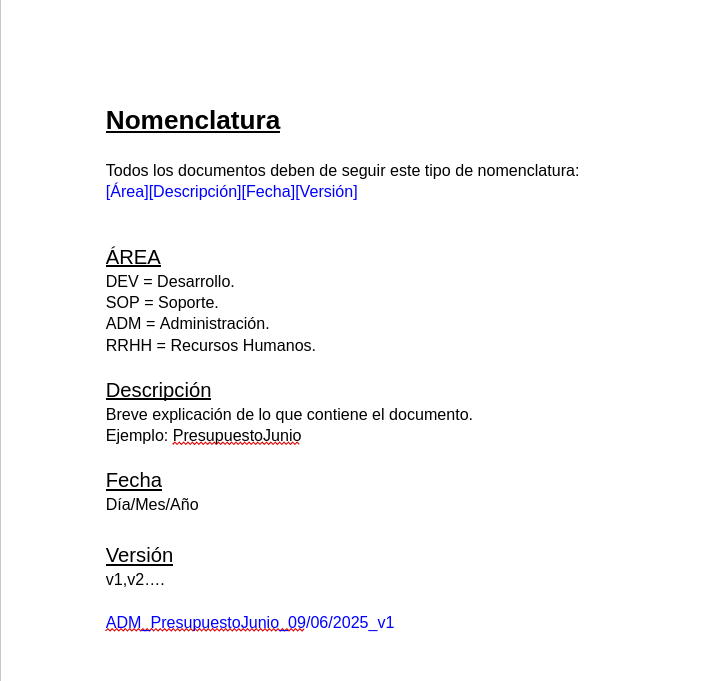 Nomenclatura
Todos los documentos deben de seguir este tipo de nomenclatura:
[Área][Descripción][Fecha][Versión]
ÁREA
DEV = Desarrollo.
SOP = Soporte.
ADM = Administración.
RRHH = Recursos Humanos.
Descripción
Breve explicación de lo que contiene el documento.
Ejemplo: PresupuestoJunio
Fecha
Día/Mes/Año
Versión
v1,v2….
ADM_PresupuestoJunio_09/06/2025_v1